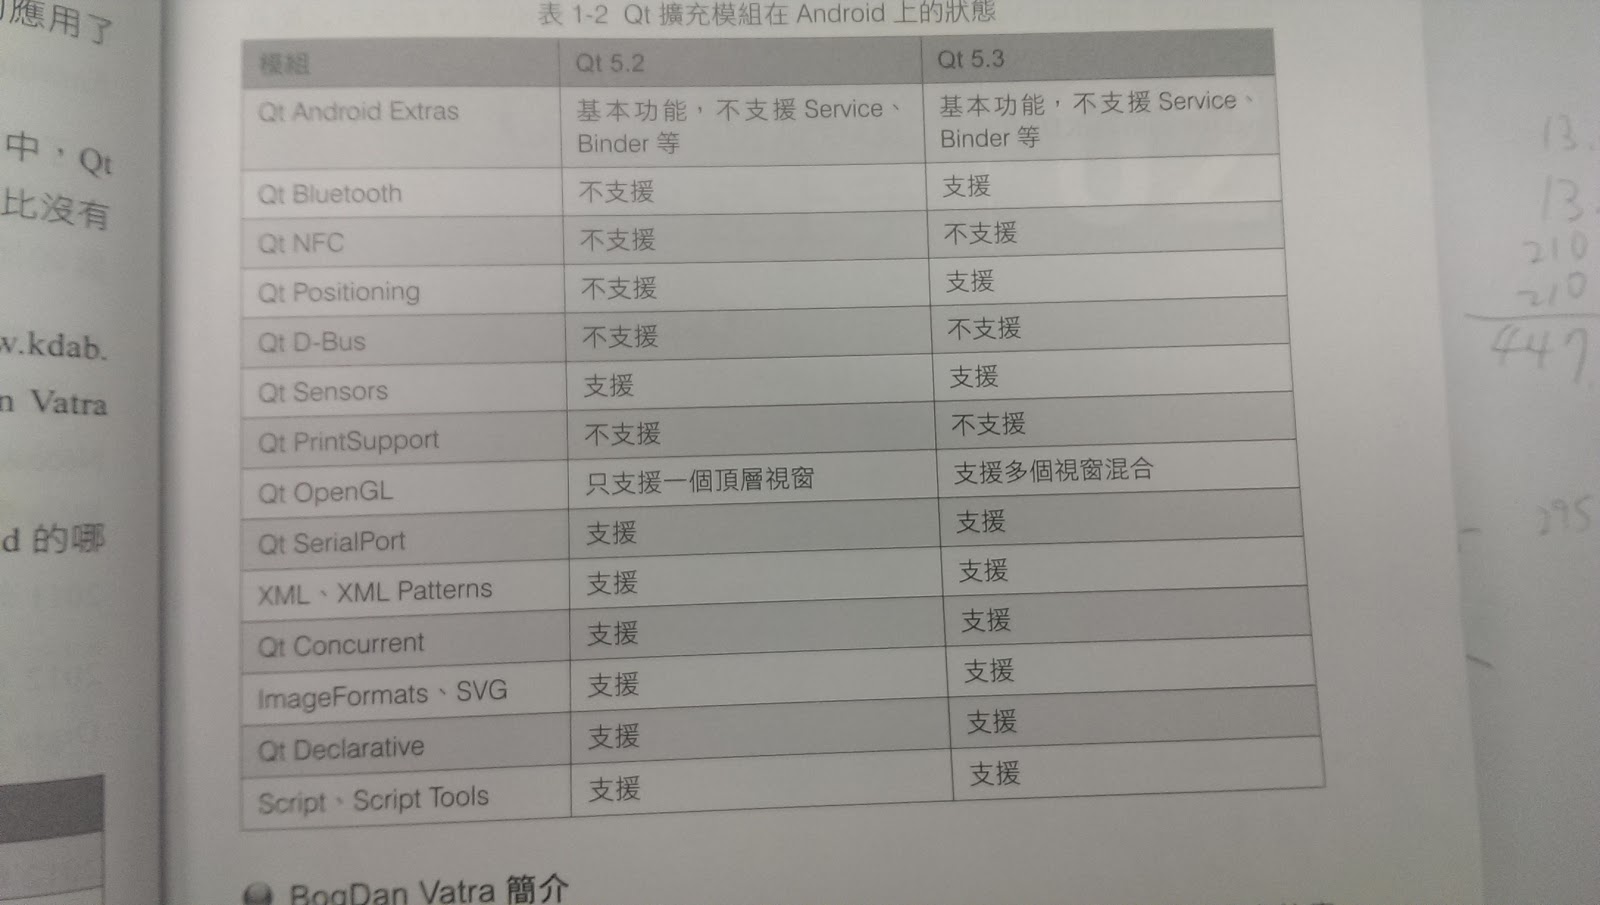 應用了
中，Qt
比沒有
w.kdab.
n Vatra
d 的哪
表 1-2 Qt 擴充模組在 Android 上的狀態
模組 Qt 5.2 Qt 5.3
Qt Android Extras 基本功能，不支援 Service、 基本功能，不支援 Service、
Binder 等 Binder 等
Qt Bluetooth 不支援 支援
Qt NFC 不支援 不支援
Qt Positioning 不支援 支援
Qt D-Bus 不支援 不支援
Qt Sensors 支援 支援
Qt PrintSupport 不支援 不支援
Qt OpenGL 只支援一個頂層視窗 支援多個視窗混合
Qt SerialPort 支援 支援
XML、XML Patterns 支援 支援
Qt Concurrent 支援 支援
ImageFormats、SVG 支援 支援
Qt Declarative 支援 支援
Script、Script Tools 支援 支援
BogDan Vatra 簡介
13.
13.
210
210
447
295